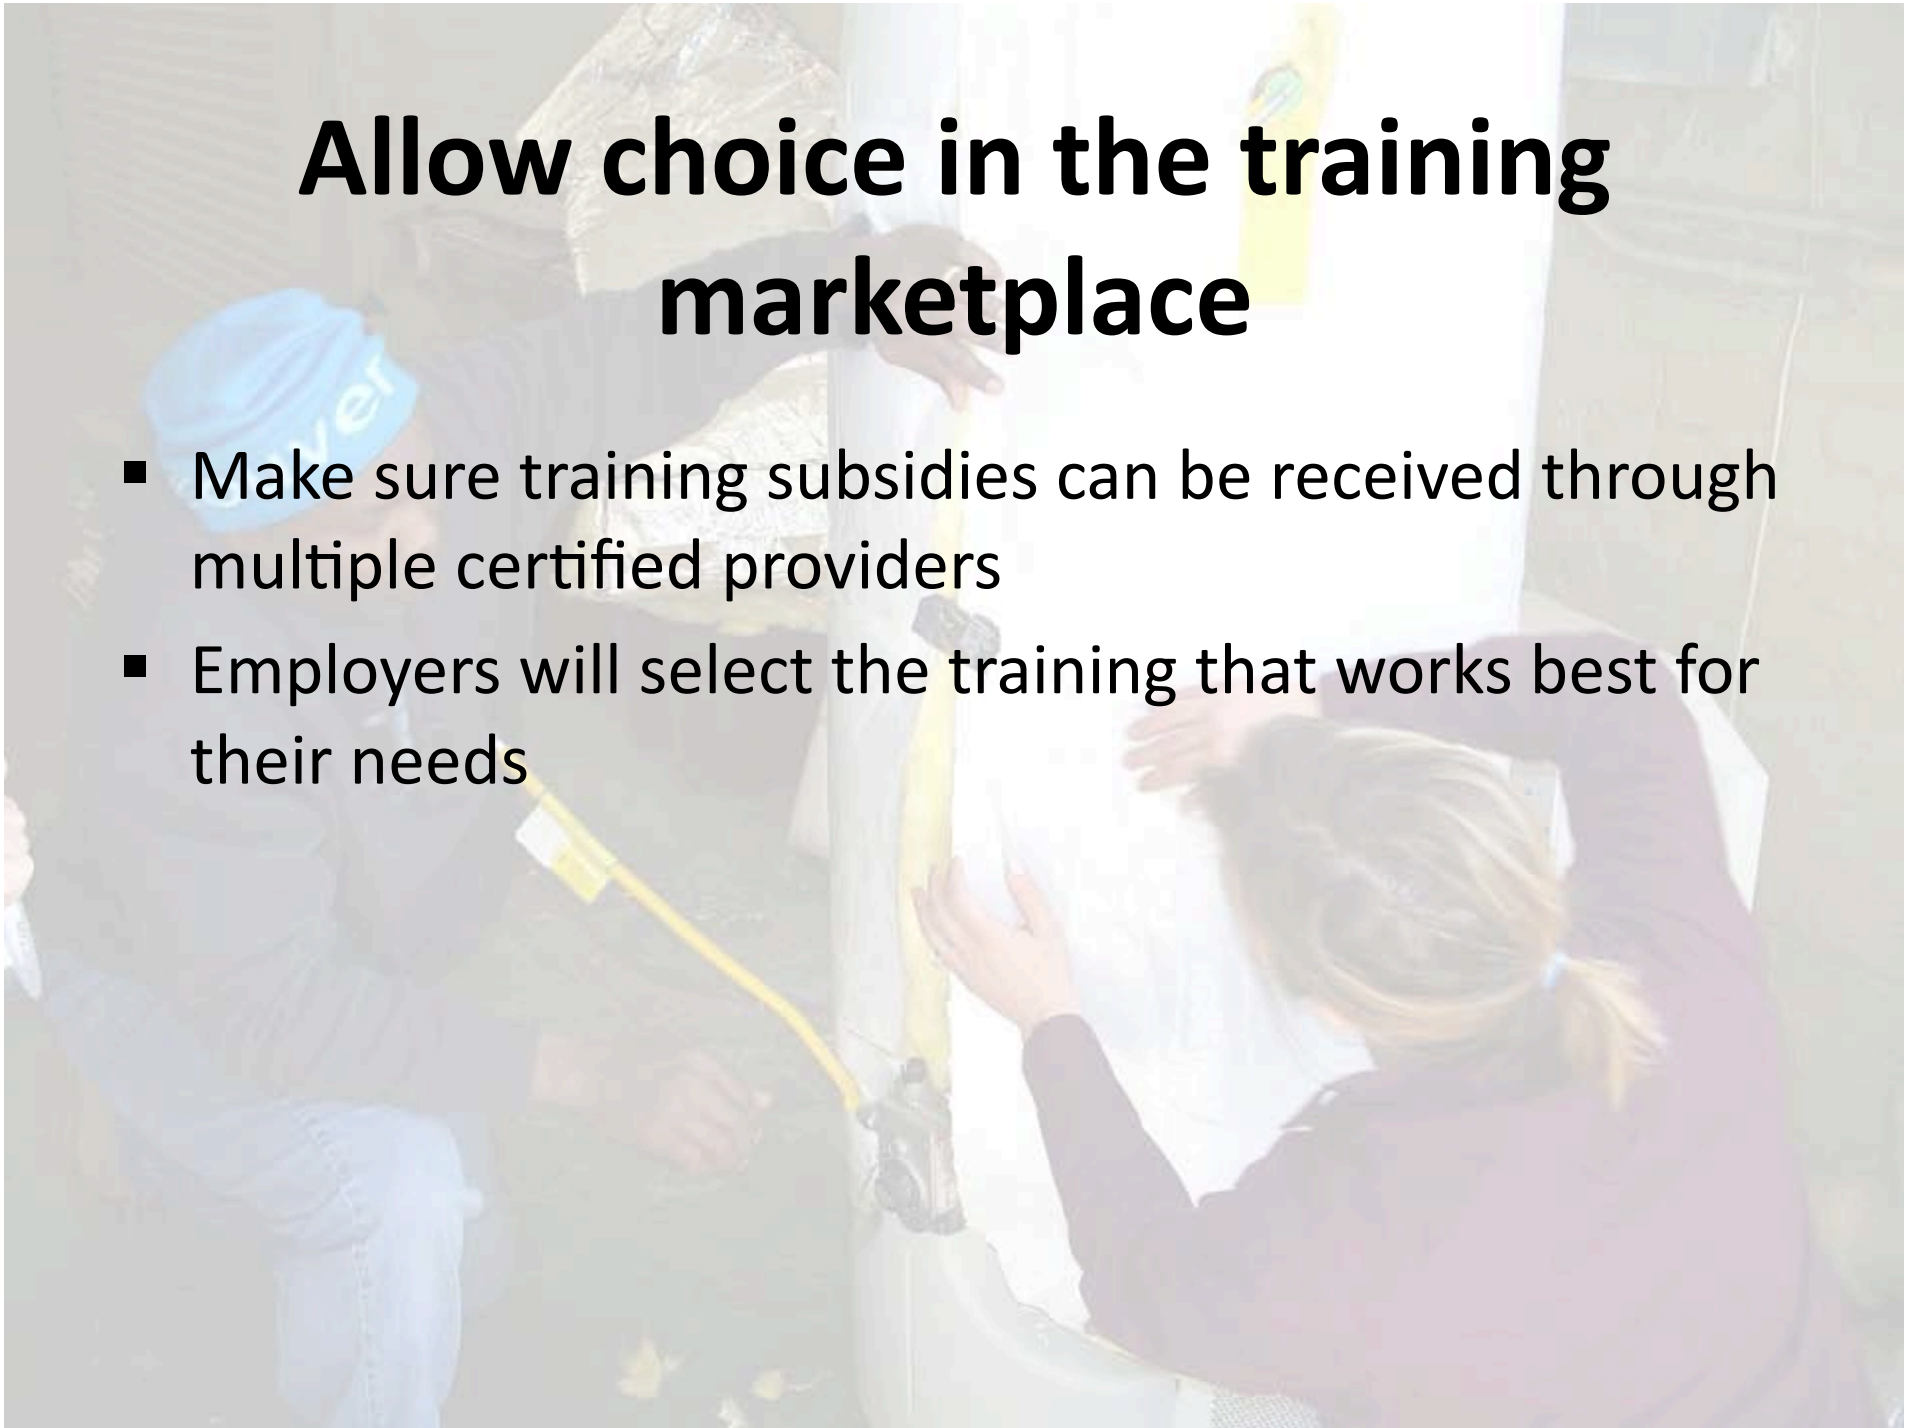 Allow choice in the training
marketplace
wer
▪ Make sure training subsidies can be received through
multiple certified providers
▪ Employers will select the training that works best for
their needs